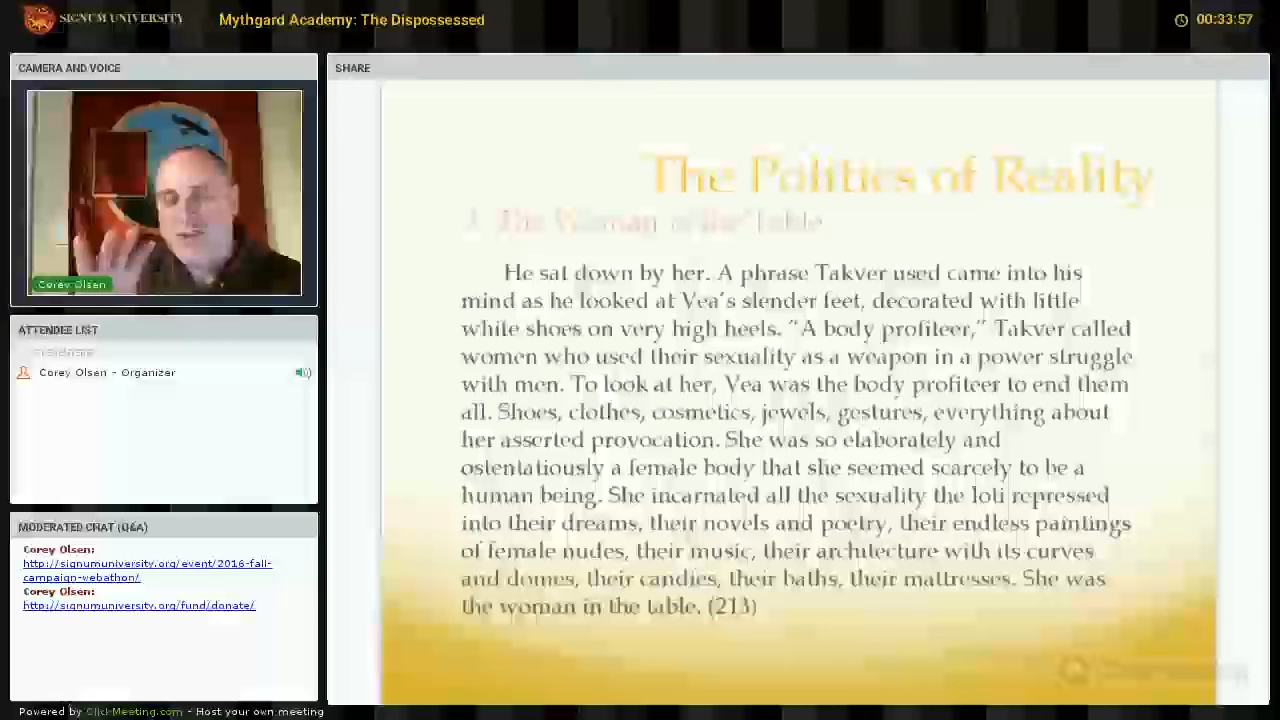 SIGNUM UNIVERSITY
Mythgard Academy: The Dispossessed
00:33:57
CAMERA AND VOICE
Corey Olsen
ATTENDEE LIST
Corey Olsen - Organizer
MODERATED CHAT (Q&A)
Corey Olsen:
http://signumuniversity.org/event/2016-fall-
campaign-webathon/
Corey Olsen:
http://signumuniversity.org/fund/donate/
SHARE
The Politics of Reality
The Woman in the Table
He sat down by her. A phrase Takver used came into his
mind as he looked at Vea's slender feet, decorated with little
white shoes on very high heels. "A body profiteer," Takver called
women who used their sexuality as a weapon in a power struggle
with men. To look at her, Vea was the body profiteer to end them
all. Shoes, clothes, cosmetics, jewels, gestures, everything about
her asserted provocation. She was so elaborately and
ostentatiously a female body that she seemed scarcely to be a
human being. She incarnated all the sexuality the Ioti repressed
into their dreams, their novels and poetry, their endless paintings
of female nudes, their music, their architecture with its curves
and domes, their candies, their baths, their mattresses. She was
the woman in the table. (213)
Powered by ClickMeeting.com - Host your own meeting